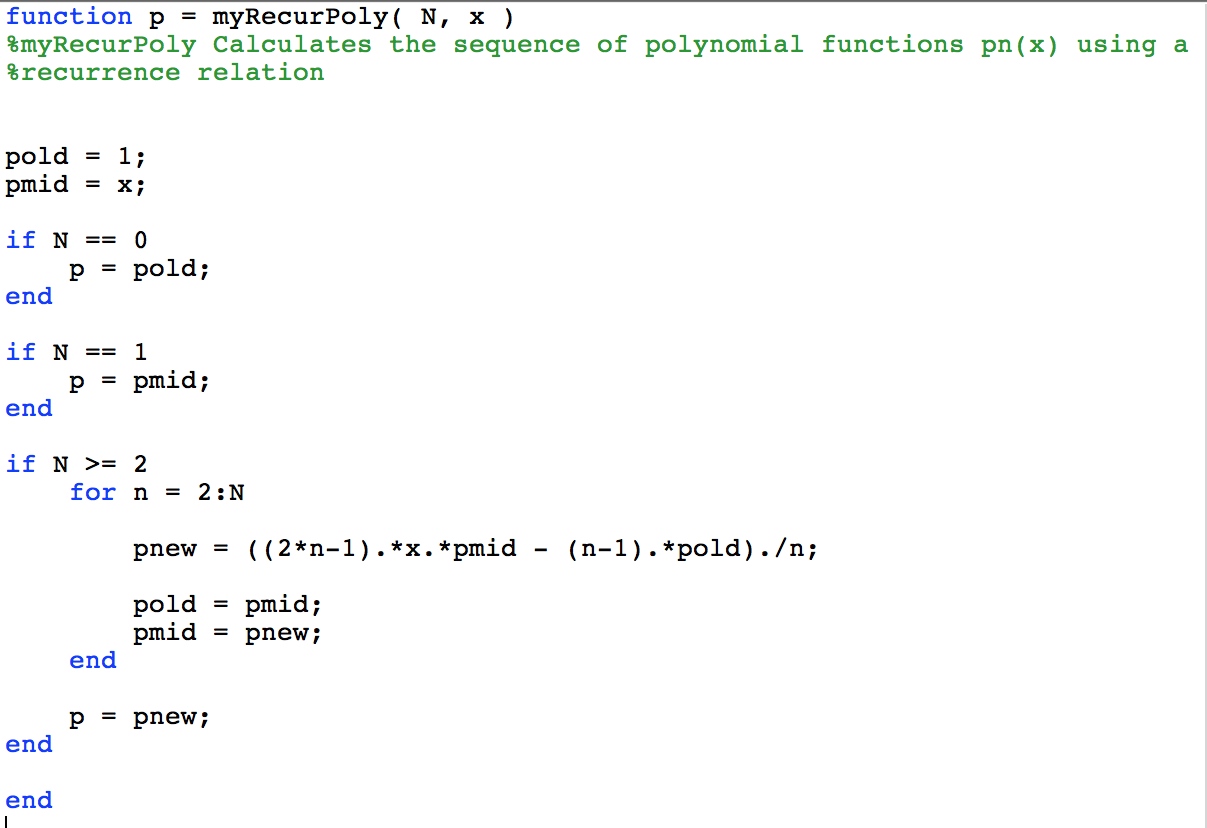 function p = myRecurPoly( N, x )
%myRecurPoly Calculates the sequence of polynomial functions pn(x) using a
%recurrence relation
pold = 1;
pmid = x;
if N == 0
    p = pold;
end
if N == 1
    p = pmid;
end
if N >= 2
    for n = 2:N
        pnew = ((2*n-1).*x.*pmid - (n-1).*pold)./n;
        pold = pmid;
        pmid = pnew;
    end
    p = pnew;
end
end